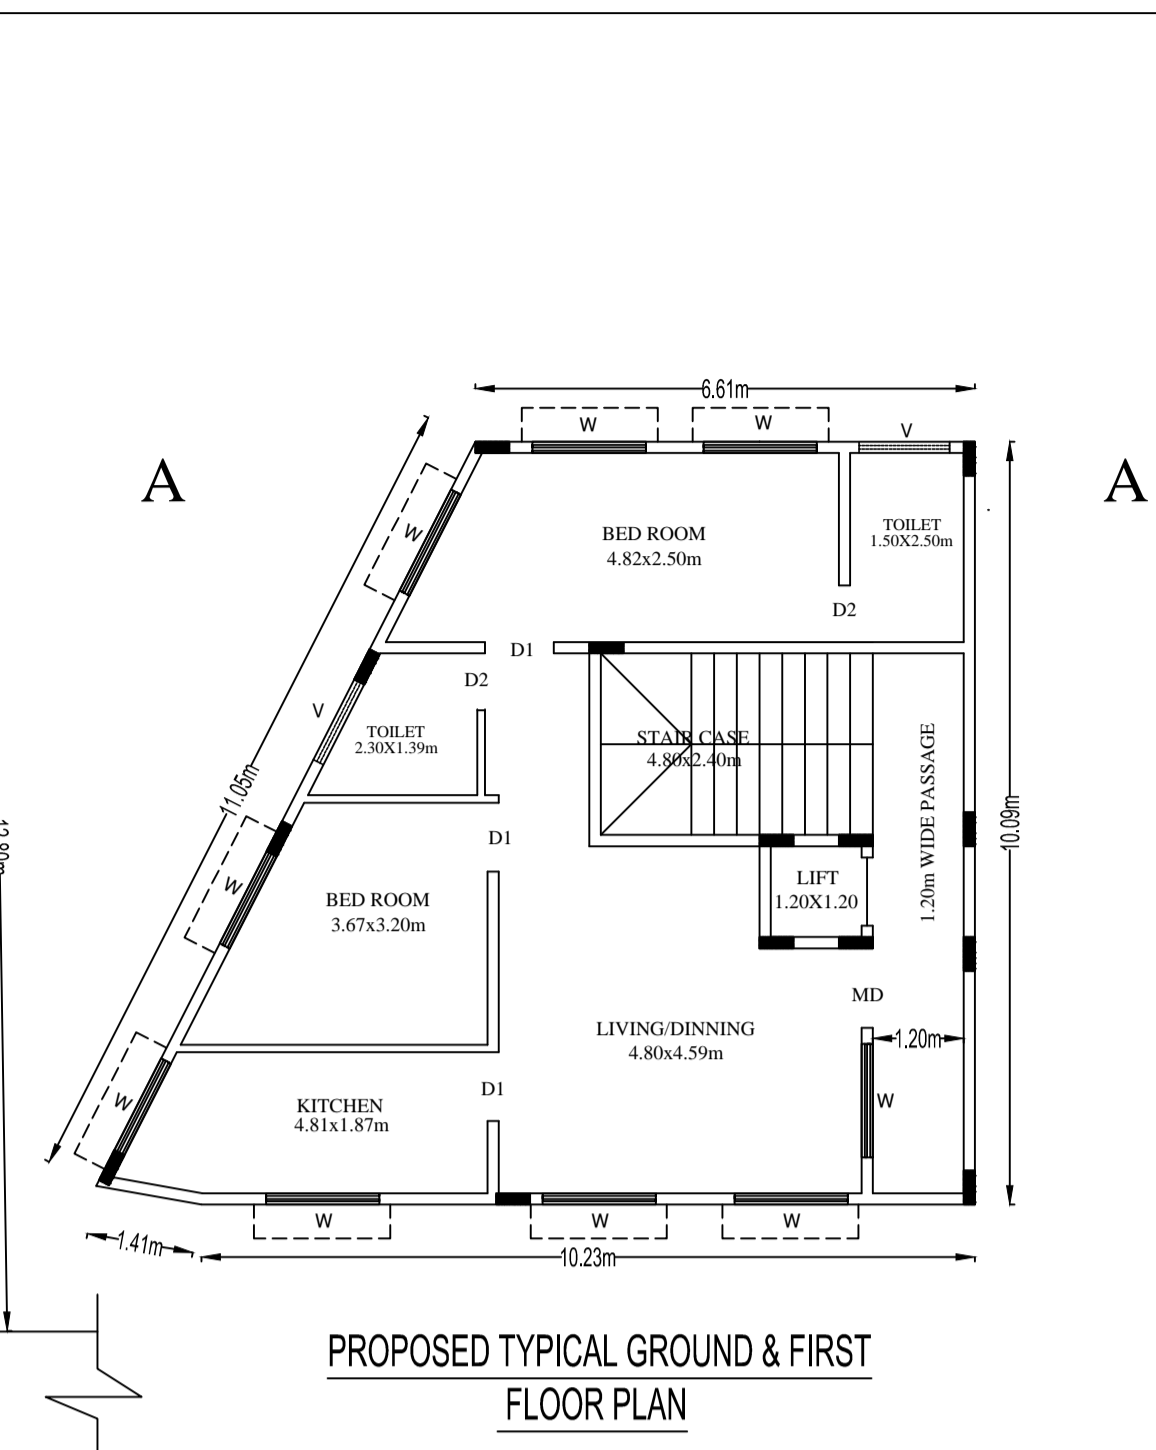 6.61m
W
W
V
A
A
W
BED ROOM
4.82x2.50m
TOILET
1.50X2.50m
D2
D1
D2
V
TOILET
2.30X1.39m
STAIR CASE
4.80x2.40m
11.05m
1.20m WIDE PASSAGE
10.09m
D1
W
BED ROOM
3.67x3.20m
LIFT
1.20X1.20
MD
LIVING/DINNING
4.80x4.59m
1.20m
W
D1
W
KITCHEN
4.81x1.87m
W
W
W
1.41m
10.23m
PROPOSED TYPICAL GROUND & FIRST
FLOOR PLAN